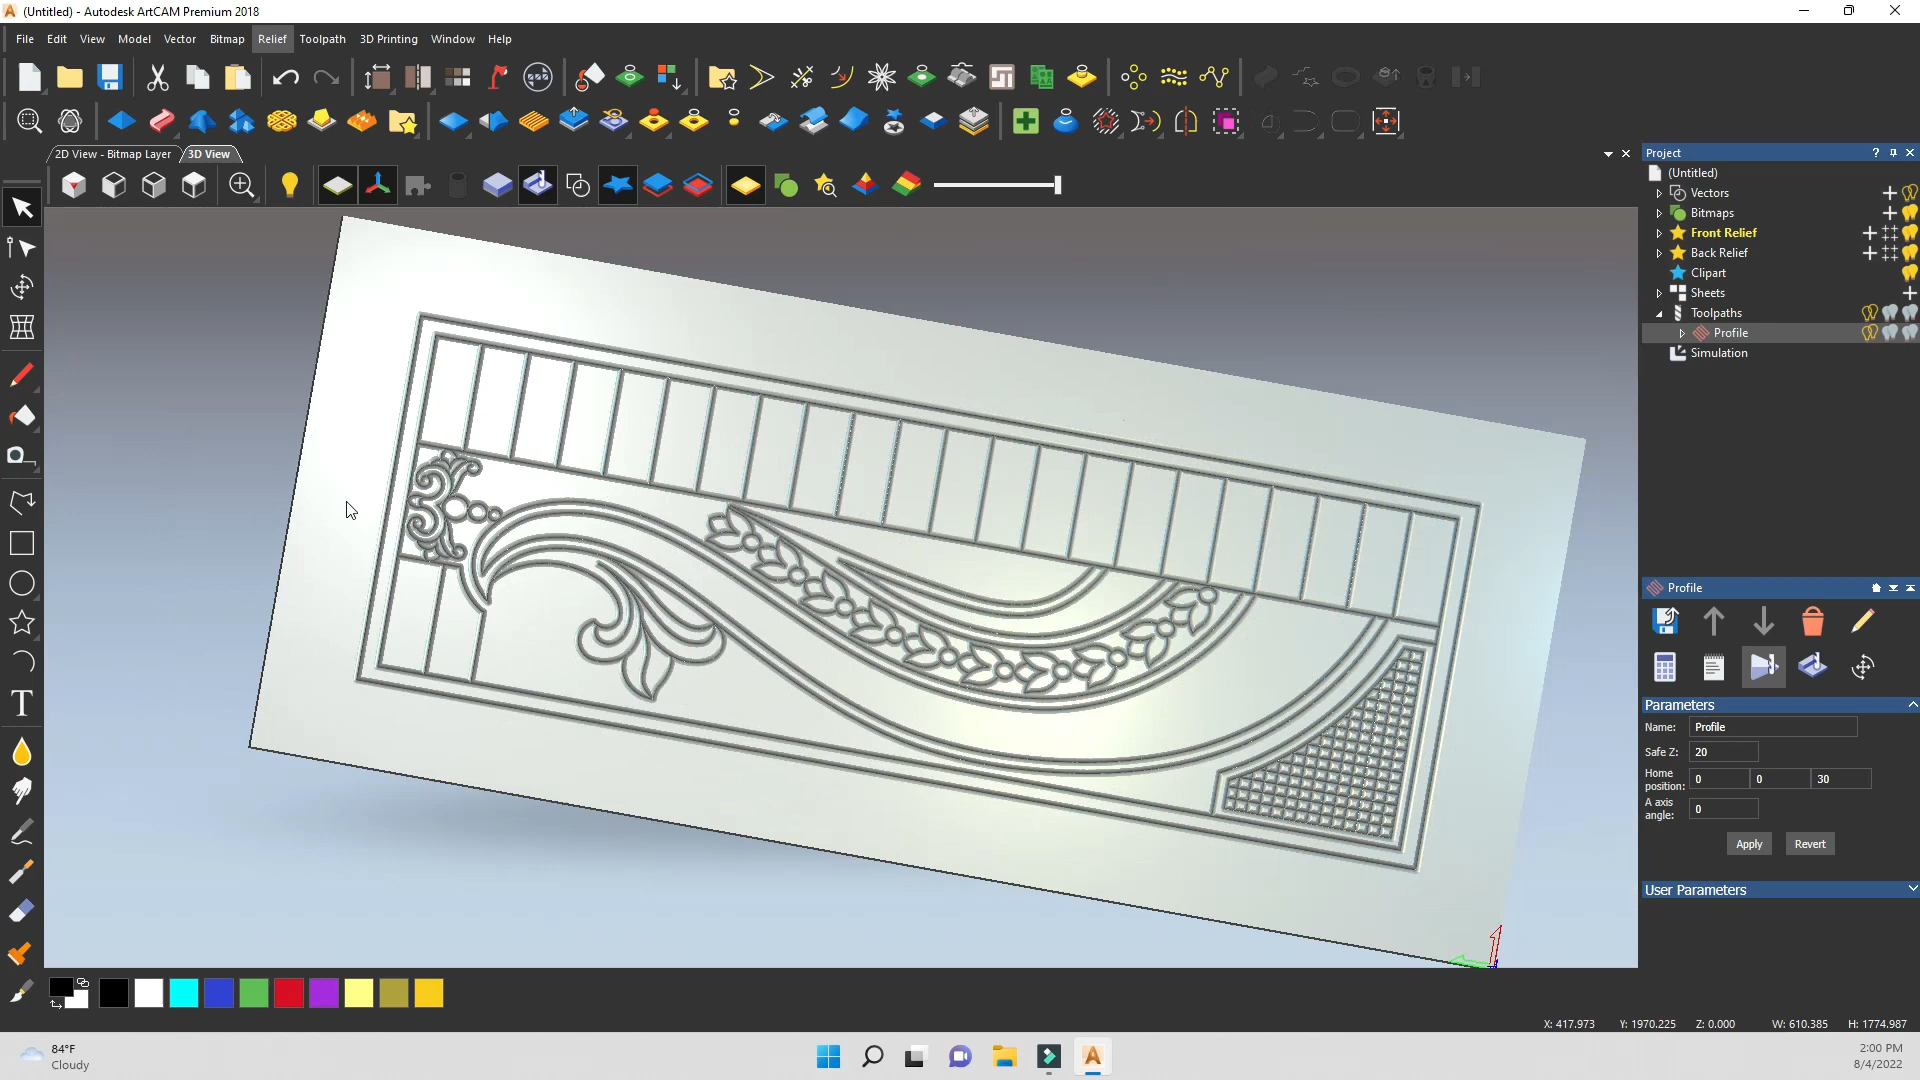 (Untitled) - Autodesk ArtCAM Premium 2018
File Edit View Model Vector Bitmap Relief Toolpath 3D Printing Window Help
2D View - Bitmap Layer 3D View
Project
(Untitled)
Vectors
Bitmaps
Front Relief
Back Relief
Clipart
Sheets
Toolpaths
Profile
Simulation
Profile
Parameters
Name: Profile
Safe Z: 20
Home position: 0 0 30
A axis angle: 0
Apply Revert
User Parameters
X: 417.973 Y: 1970.225 Z: 0.000 W: 610.385 H: 1774.987
84°F
Cloudy
2:00 PM
8/4/2022